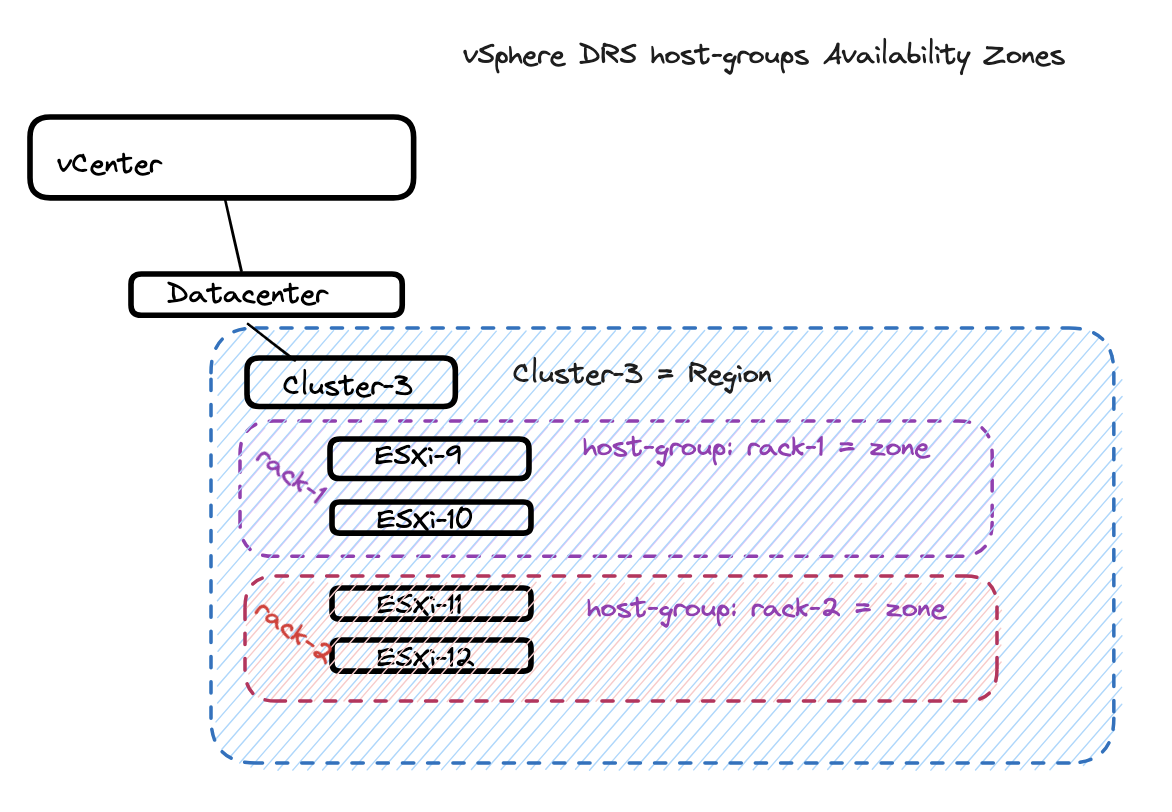 vSphere DRS host-groups Availability Zones
vCenter
Datacenter
Cluster-3
Cluster-3 = Region
rack-1
ESXi-9
host-group: rack-1 = zone
ESXi-10
rack-2
ESXi-11
host-group: rack-2 = zone
ESXi-12